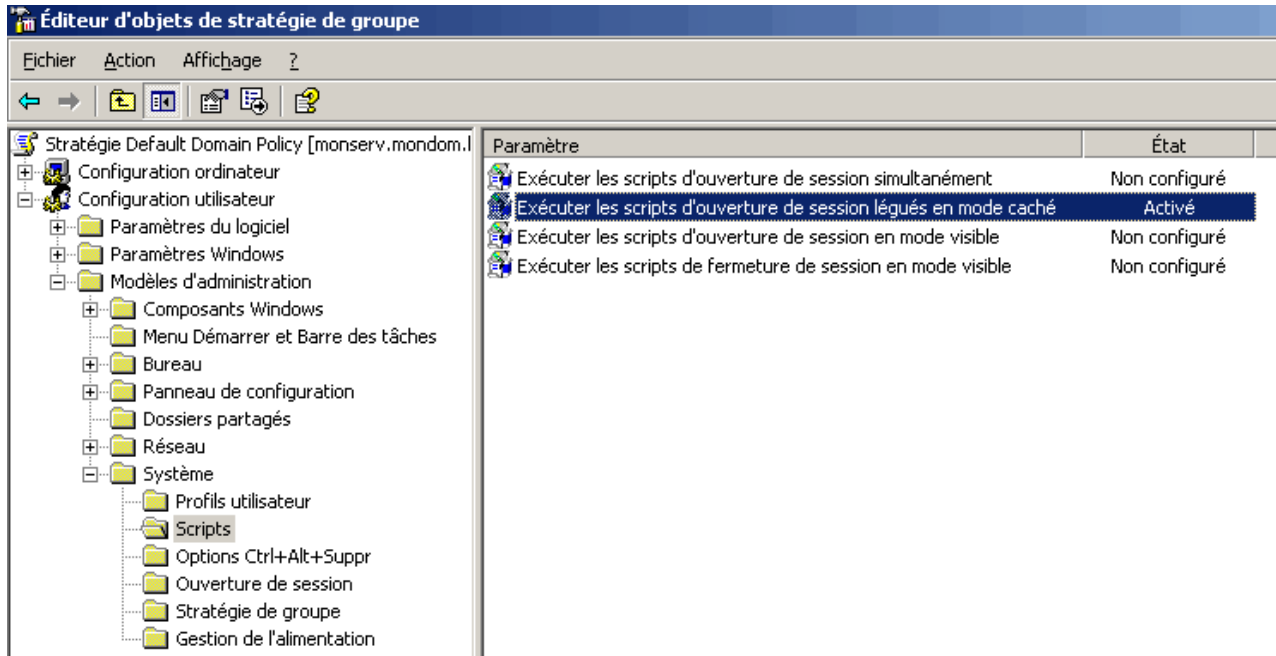 Éditeur d'objets de stratégie de groupe
Fichier Action Affichage ?
Stratégie Default Domain Policy [monserv.mondom.l
Configuration ordinateur
Configuration utilisateur
Paramètres du logiciel
Paramètres Windows
Modèles d'administration
Composants Windows
Menu Démarrer et Barre des tâches
Bureau
Panneau de configuration
Dossiers partagés
Réseau
Système
Profils utilisateur
Scripts
Options Ctrl+Alt+Suppr
Ouverture de session
Stratégie de groupe
Gestion de l'alimentation
Paramètre État
Exécuter les scripts d'ouverture de session simultanément Non configuré
Exécuter les scripts d'ouverture de session légués en mode caché Activé
Exécuter les scripts d'ouverture de session en mode visible Non configuré
Exécuter les scripts de fermeture de session en mode visible Non configuré